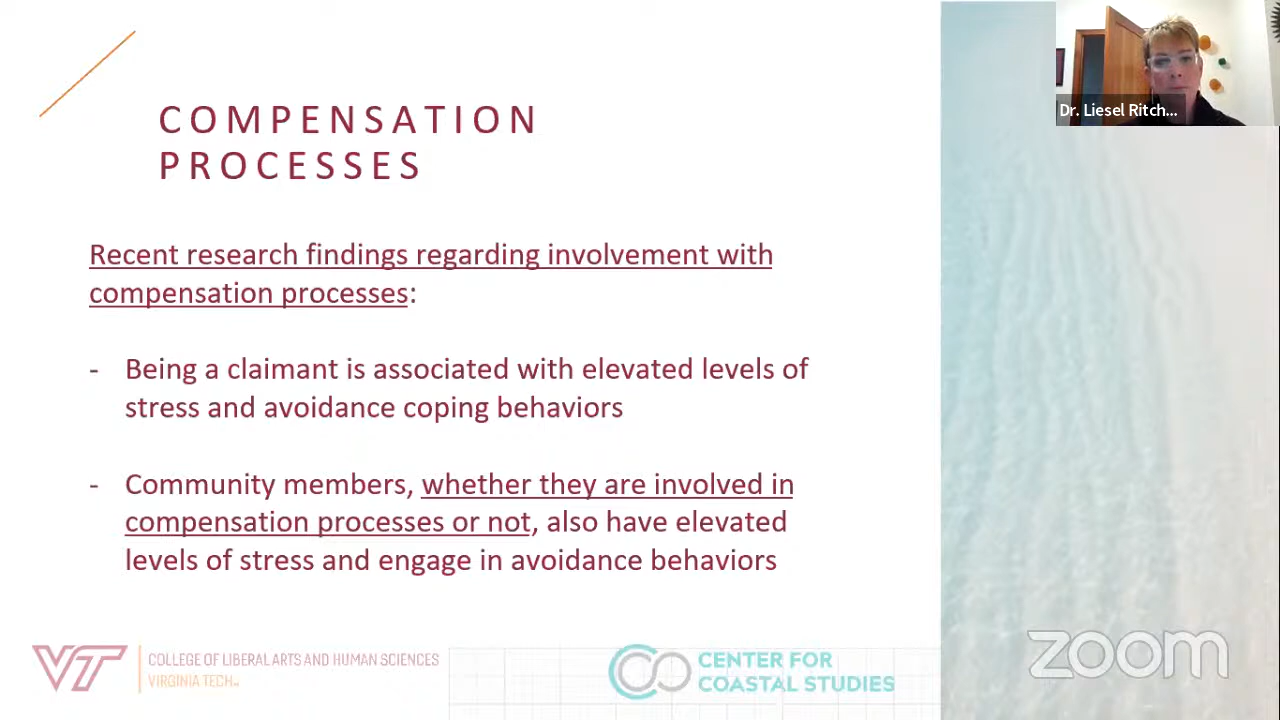 COMPENSATION
PROCESSES
Recent research findings regarding involvement with
compensation processes:
- Being a claimant is associated with elevated levels of
stress and avoidance coping behaviors
- Community members, whether they are involved in
compensation processes or not, also have elevated
levels of stress and engage in avoidance behaviors
Dr. Liesel Ritch...
VT
COLLEGE OF LIBERAL ARTS AND HUMAN SCIENCES
VIRGINIA TECH
CENTER FOR
COASTAL STUDIES
zoom